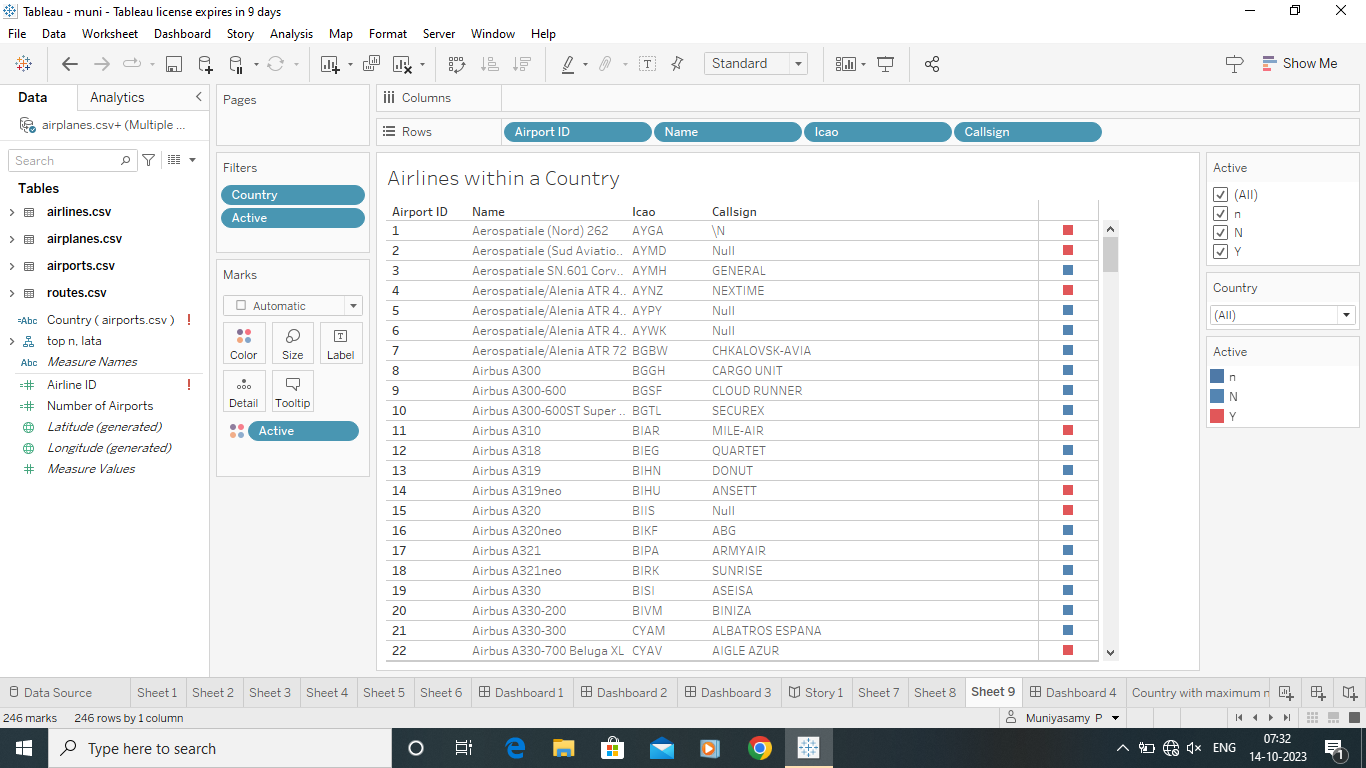 Tableau - muni - Tableau license expires in 9 days
File Data Worksheet Dashboard Story Analysis Map Format Server Window Help
Standard
Show Me
Data Analytics
airplanes.csv+ (Multiple ...
Search
Tables
airlines.csv
airplanes.csv
airports.csv
routes.csv
Abc Country ( airports.csv ) !
top n, Iata
Abc Measure Names
Airline ID !
Number of Airports
Latitude (generated)
Longitude (generated)
Measure Values
Pages
Filters
Country
Active
Marks
Automatic
Color Size Label
Detail Tooltip
Active
Columns
Rows Airport ID Name Icao Callsign
Airlines within a Country
Airport ID Name Icao Callsign
1 Aerospatiale (Nord) 262 AYGA \N
2 Aerospatiale (Sud Aviatio.. AYMD Null
3 Aerospatiale SN.601 Corv.. AYMH GENERAL
4 Aerospatiale/Alenia ATR 4.. AYNZ NEXTIME
5 Aerospatiale/Alenia ATR 4.. AYPY Null
6 Aerospatiale/Alenia ATR 4.. AYWK Null
7 Aerospatiale/Alenia ATR 72 BGBW CHKALOVSK-AVIA
8 Airbus A300 BGGH CARGO UNIT
9 Airbus A300-600 BGSF CLOUD RUNNER
10 Airbus A300-600ST Super .. BGTL SECUREX
11 Airbus A310 BIAR MILE-AIR
12 Airbus A318 BIEG QUARTET
13 Airbus A319 BIHN DONUT
14 Airbus A319neo BIHU ANSETT
15 Airbus A320 BIIS Null
16 Airbus A320neo BIKF ABG
17 Airbus A321 BIPA ARMYAIR
18 Airbus A321neo BIRK SUNRISE
19 Airbus A330 BISI ASEISA
20 Airbus A330-200 BIVM BINIZA
21 Airbus A330-300 CYAM ALBATROS ESPANA
22 Airbus A330-700 Beluga XL CYAV AIGLE AZUR
Active
(All)
n
N
Y
Country
(All)
Active
n
N
Y
Data Source Sheet 1 Sheet 2 Sheet 3 Sheet 4 Sheet 5 Sheet 6 Dashboard 1 Dashboard 2 Dashboard 3 Story 1 Sheet 7 Sheet 8 Sheet 9 Dashboard 4 Country with maximum n
246 marks 246 rows by 1 column Muniyasamy P
Type here to search ENG 07:32
14-10-2023 1